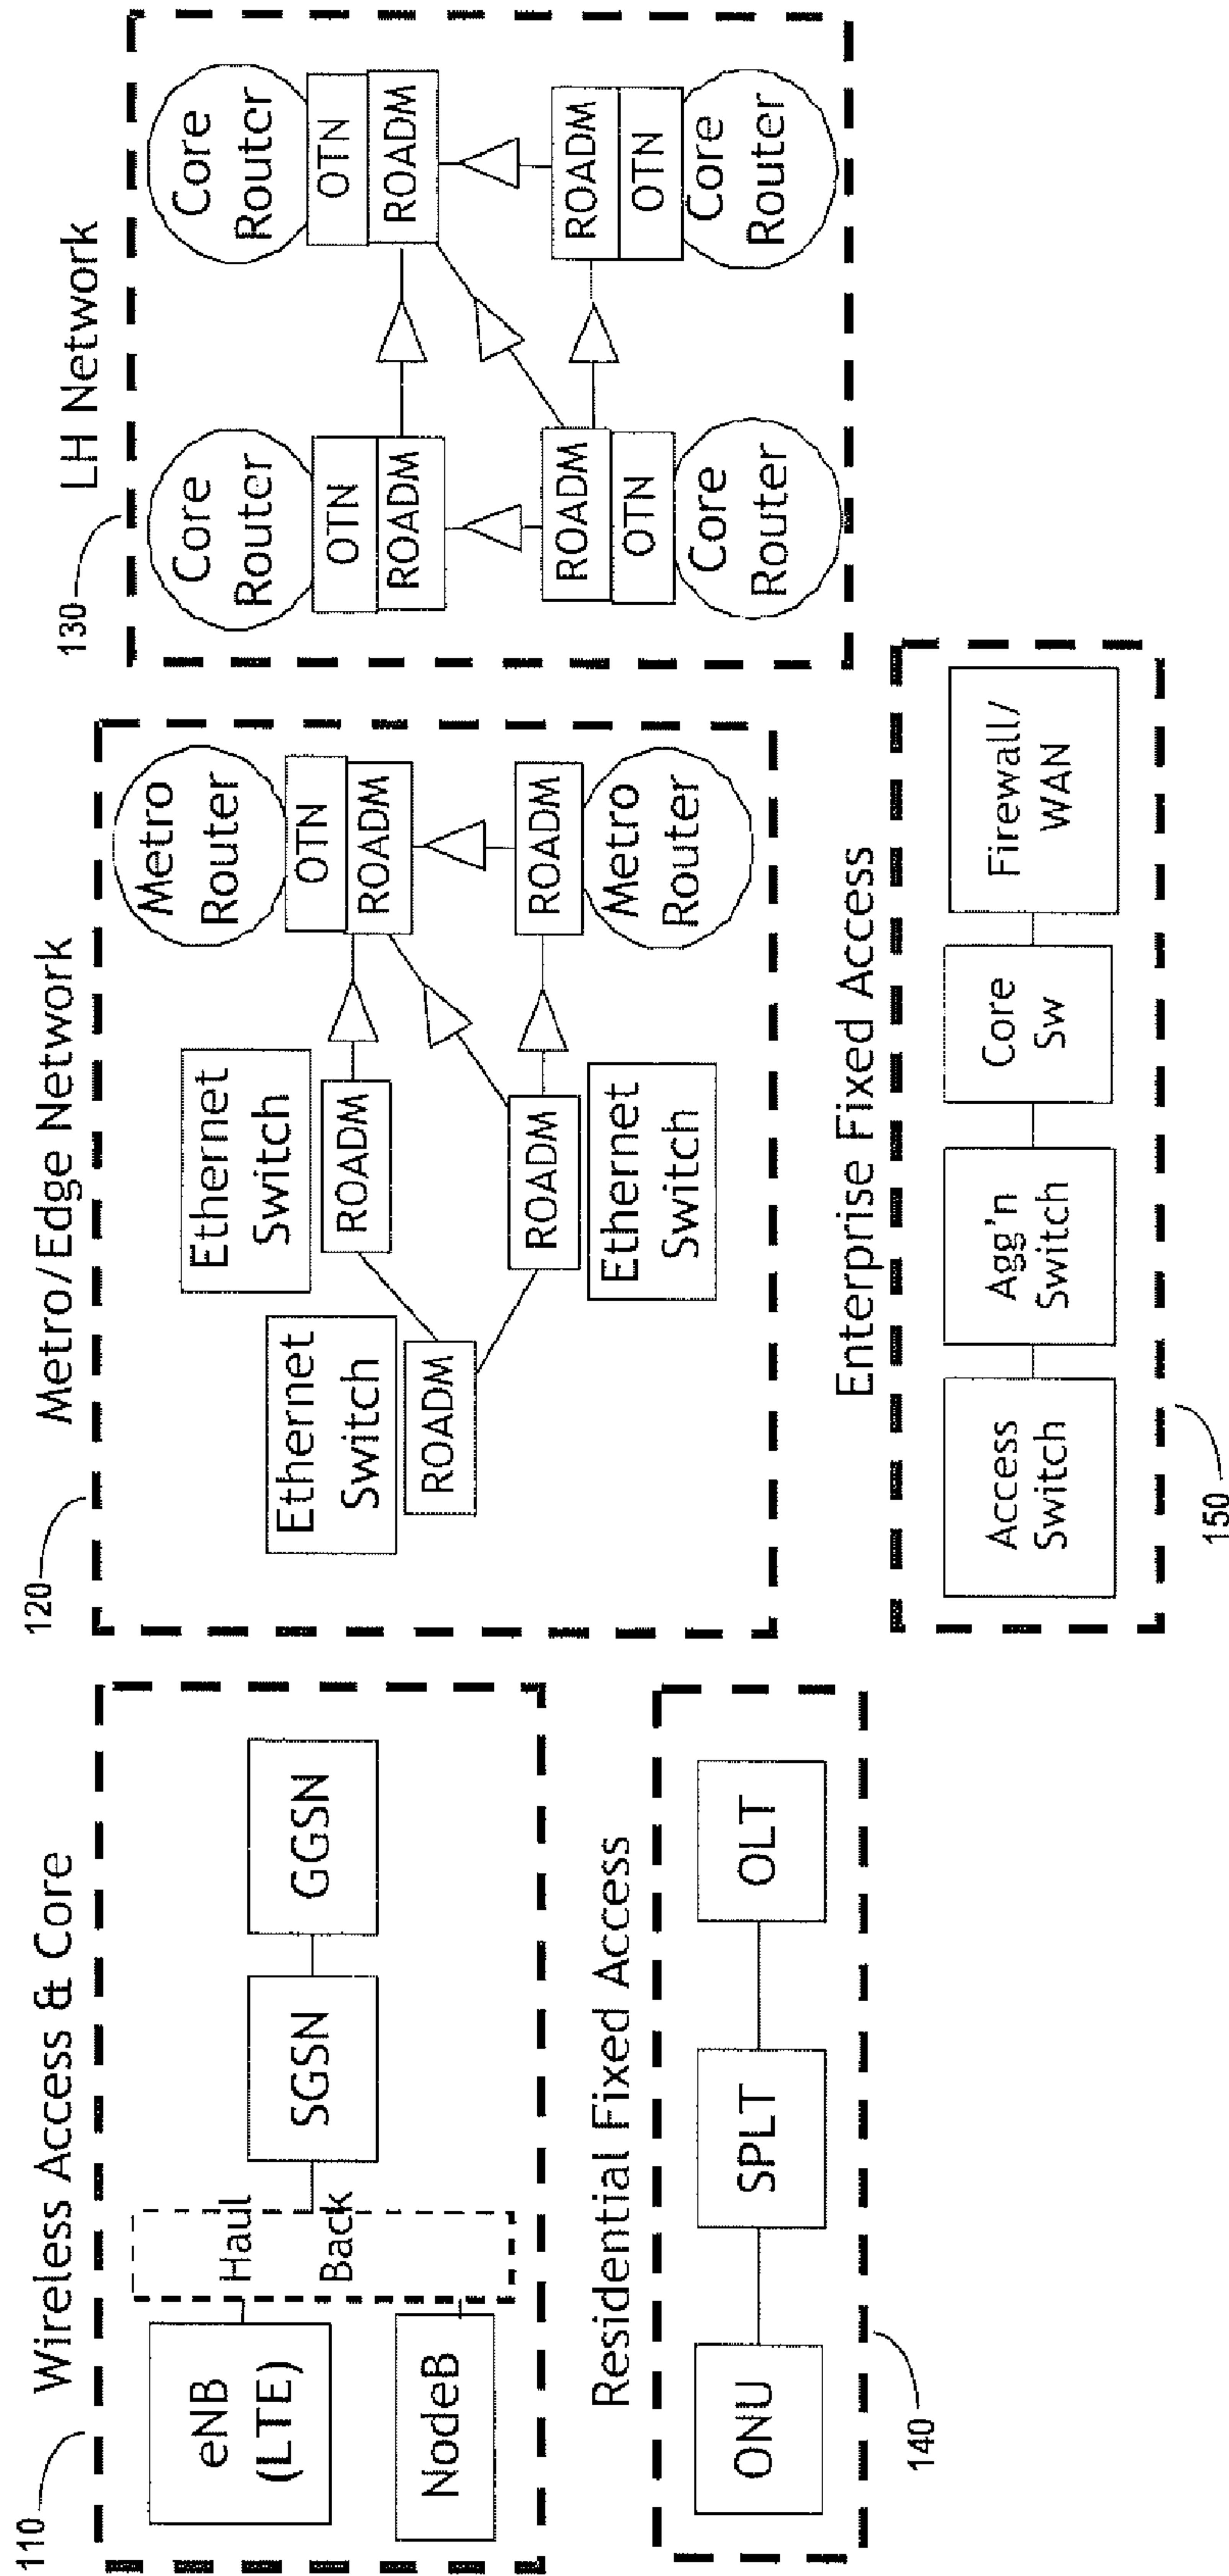 110
Wireless Access & Core
eNB
(LTE)
NodeB
Haul
Back
SGSN
GGSN
120
Metro/Edge Network
Ethernet
Switch
ROADM
Ethernet
Switch
ROADM
ROADM
Ethernet
Switch
Metro
Router
OTN
ROADM
ROADM
Metro
Router
130
LH Network
Core
Router
OTN
ROADM
ROADM
OTN
Core
Router
Core
Router
OTN
ROADM
ROADM
OTN
Core
Router
Residential Fixed Access
ONU
SPLT
OLT
140
Enterprise Fixed Access
Access
Switch
Agg'n
Switch
Core
Sw
Firewall/
WAN
150